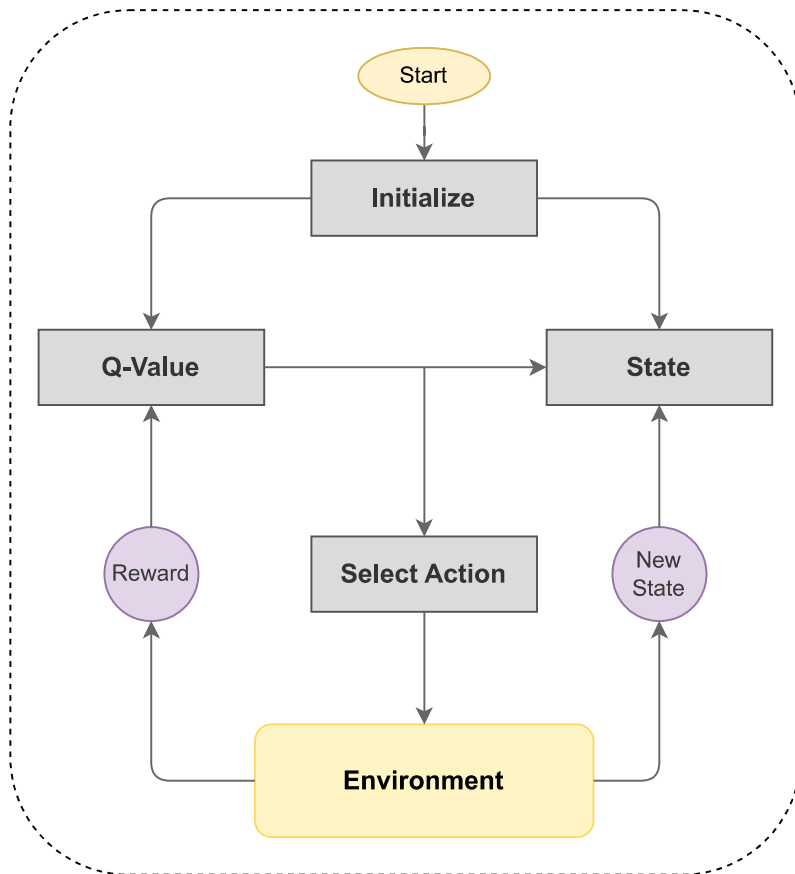 Start
Initialize
Q-Value
State
Reward
Select Action
New
State
Environment